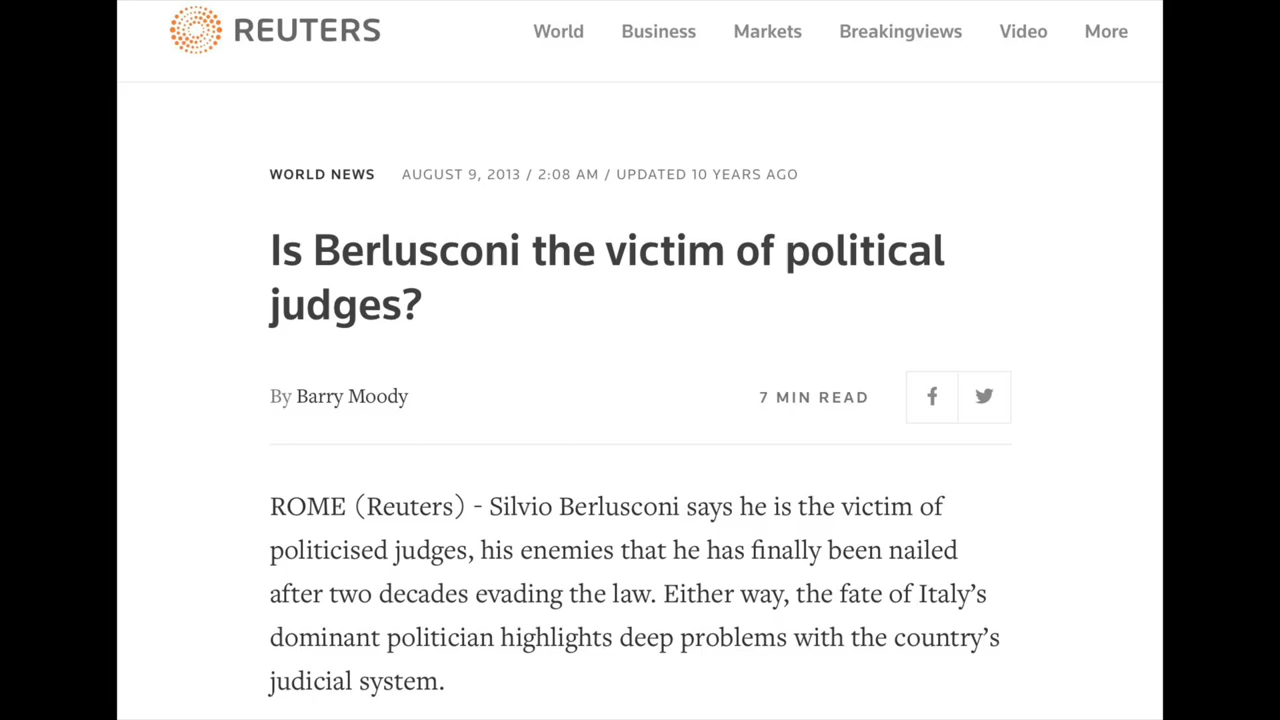 REUTERS
World Business Markets Breakingviews Video More
WORLD NEWS AUGUST 9, 2013 / 2:08 AM / UPDATED 10 YEARS AGO
Is Berlusconi the victim of political
judges?
By Barry Moody
7 MIN READ
ROME (Reuters) - Silvio Berlusconi says he is the victim of
politicised judges, his enemies that he has finally been nailed
after two decades evading the law. Either way, the fate of Italy’s
dominant politician highlights deep problems with the country’s
judicial system.